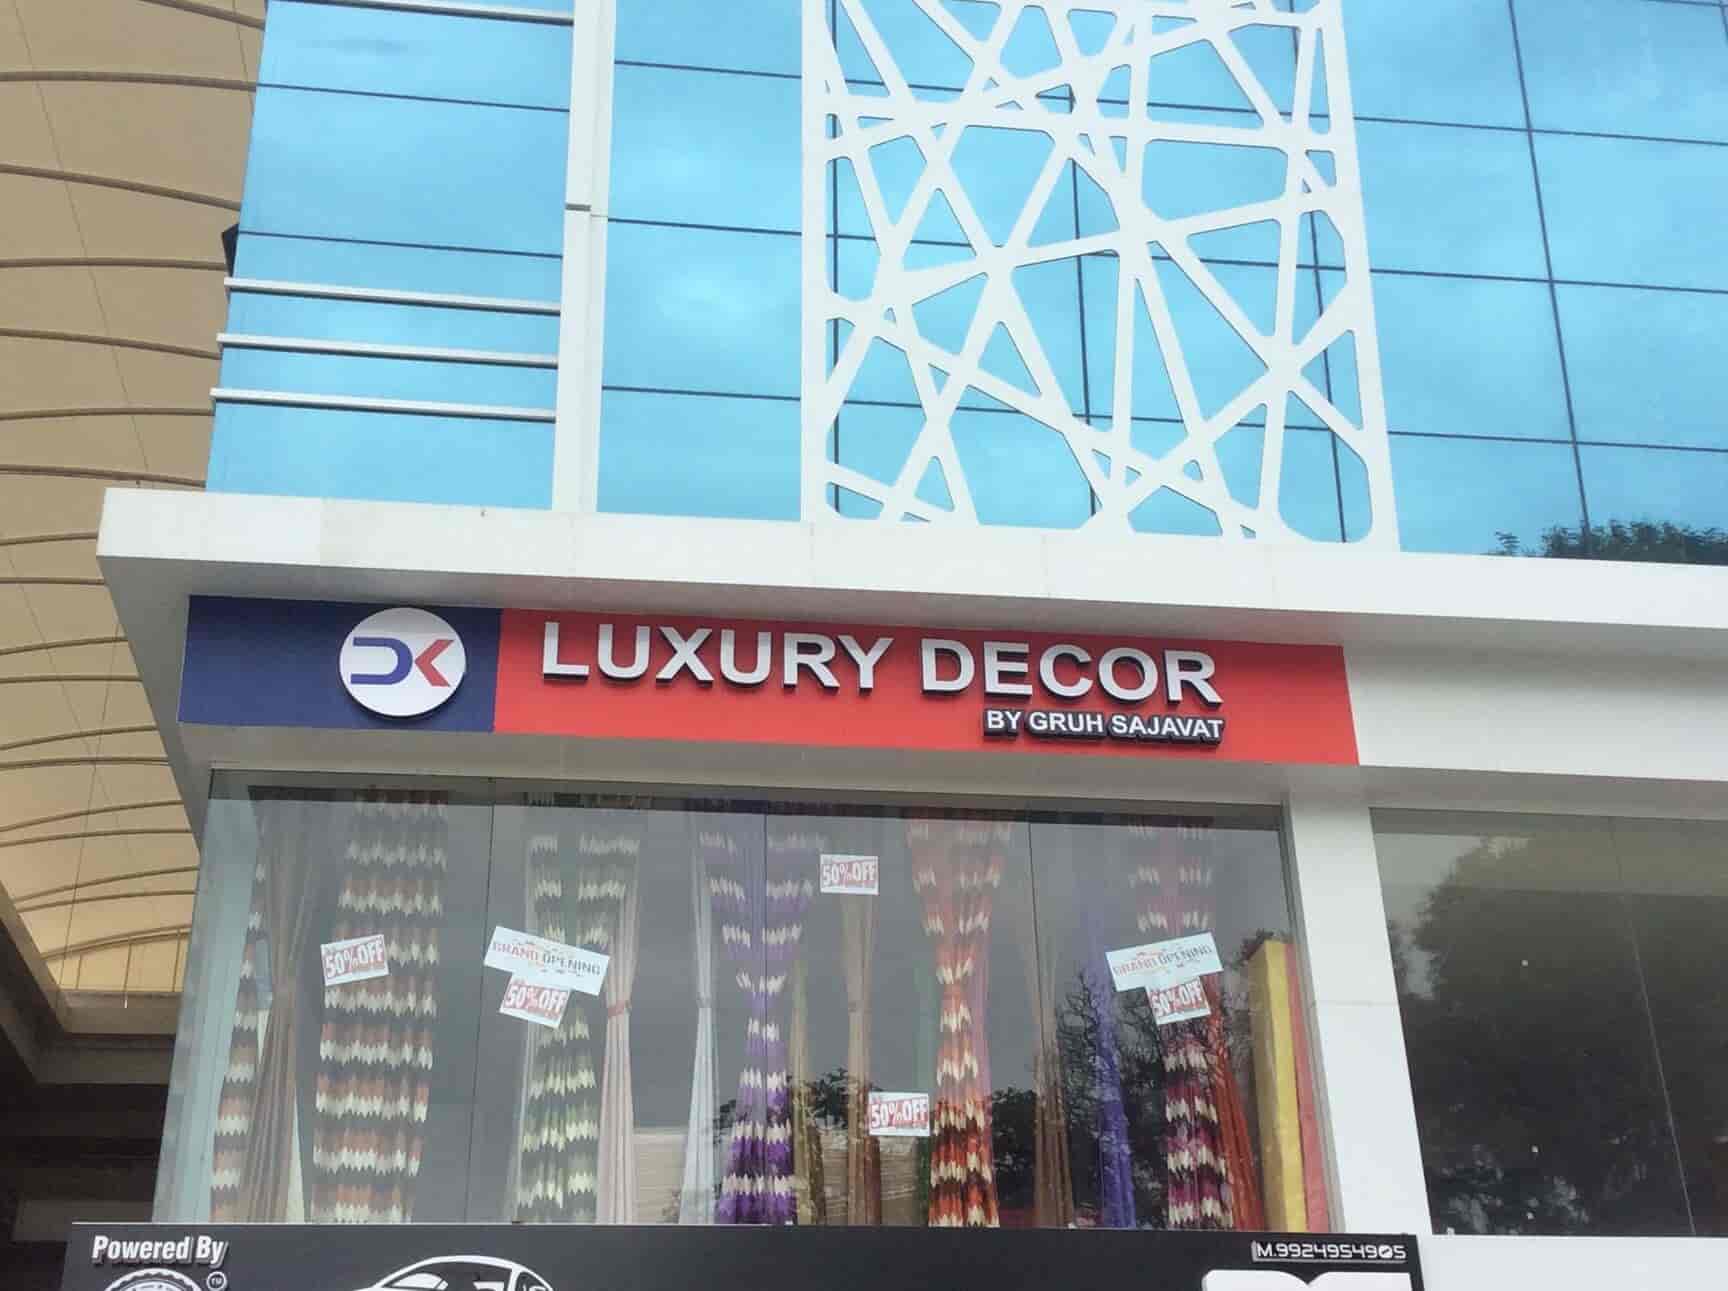 DK
LUXURY DECOR
BY GRUH SAJAVAT
50%OFF
50%OFF
GRAND OPENING
50%OFF
GRAND OPENING
50%OFF
50%OFF
Powered By
TM
M.9924954905